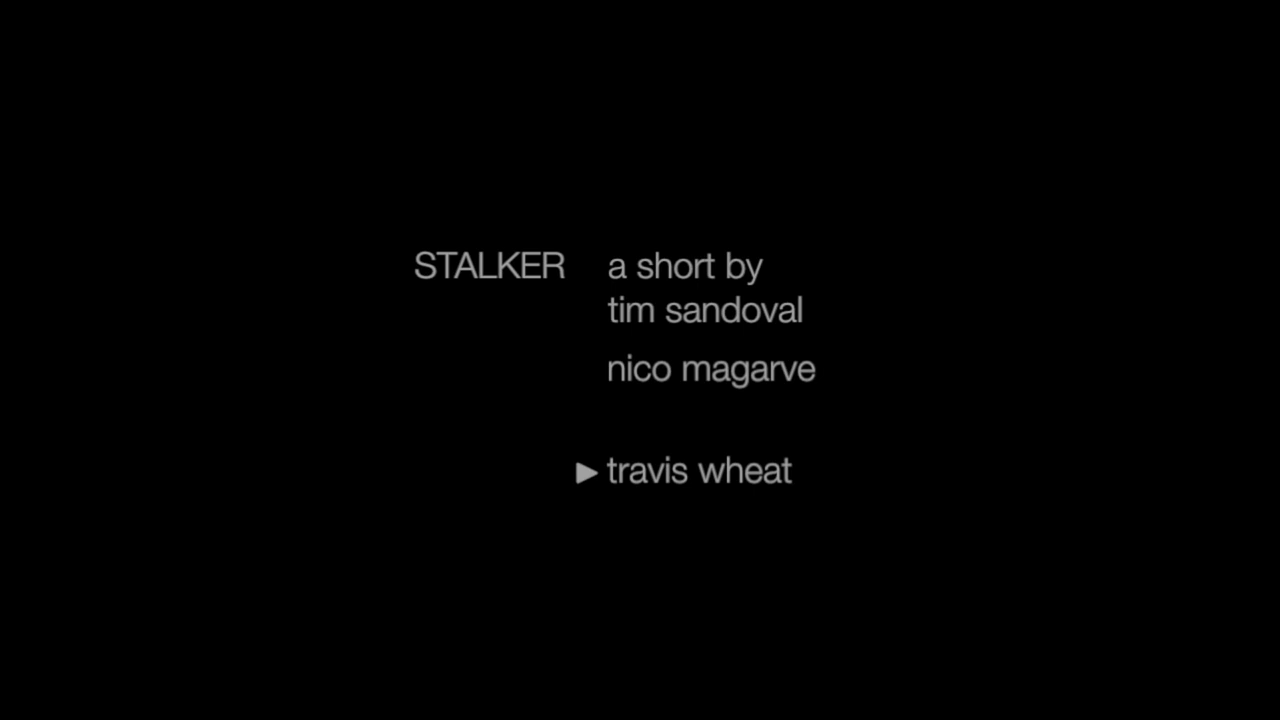 STALKER a short by
tim sandoval
nico magarve
▶ travis wheat